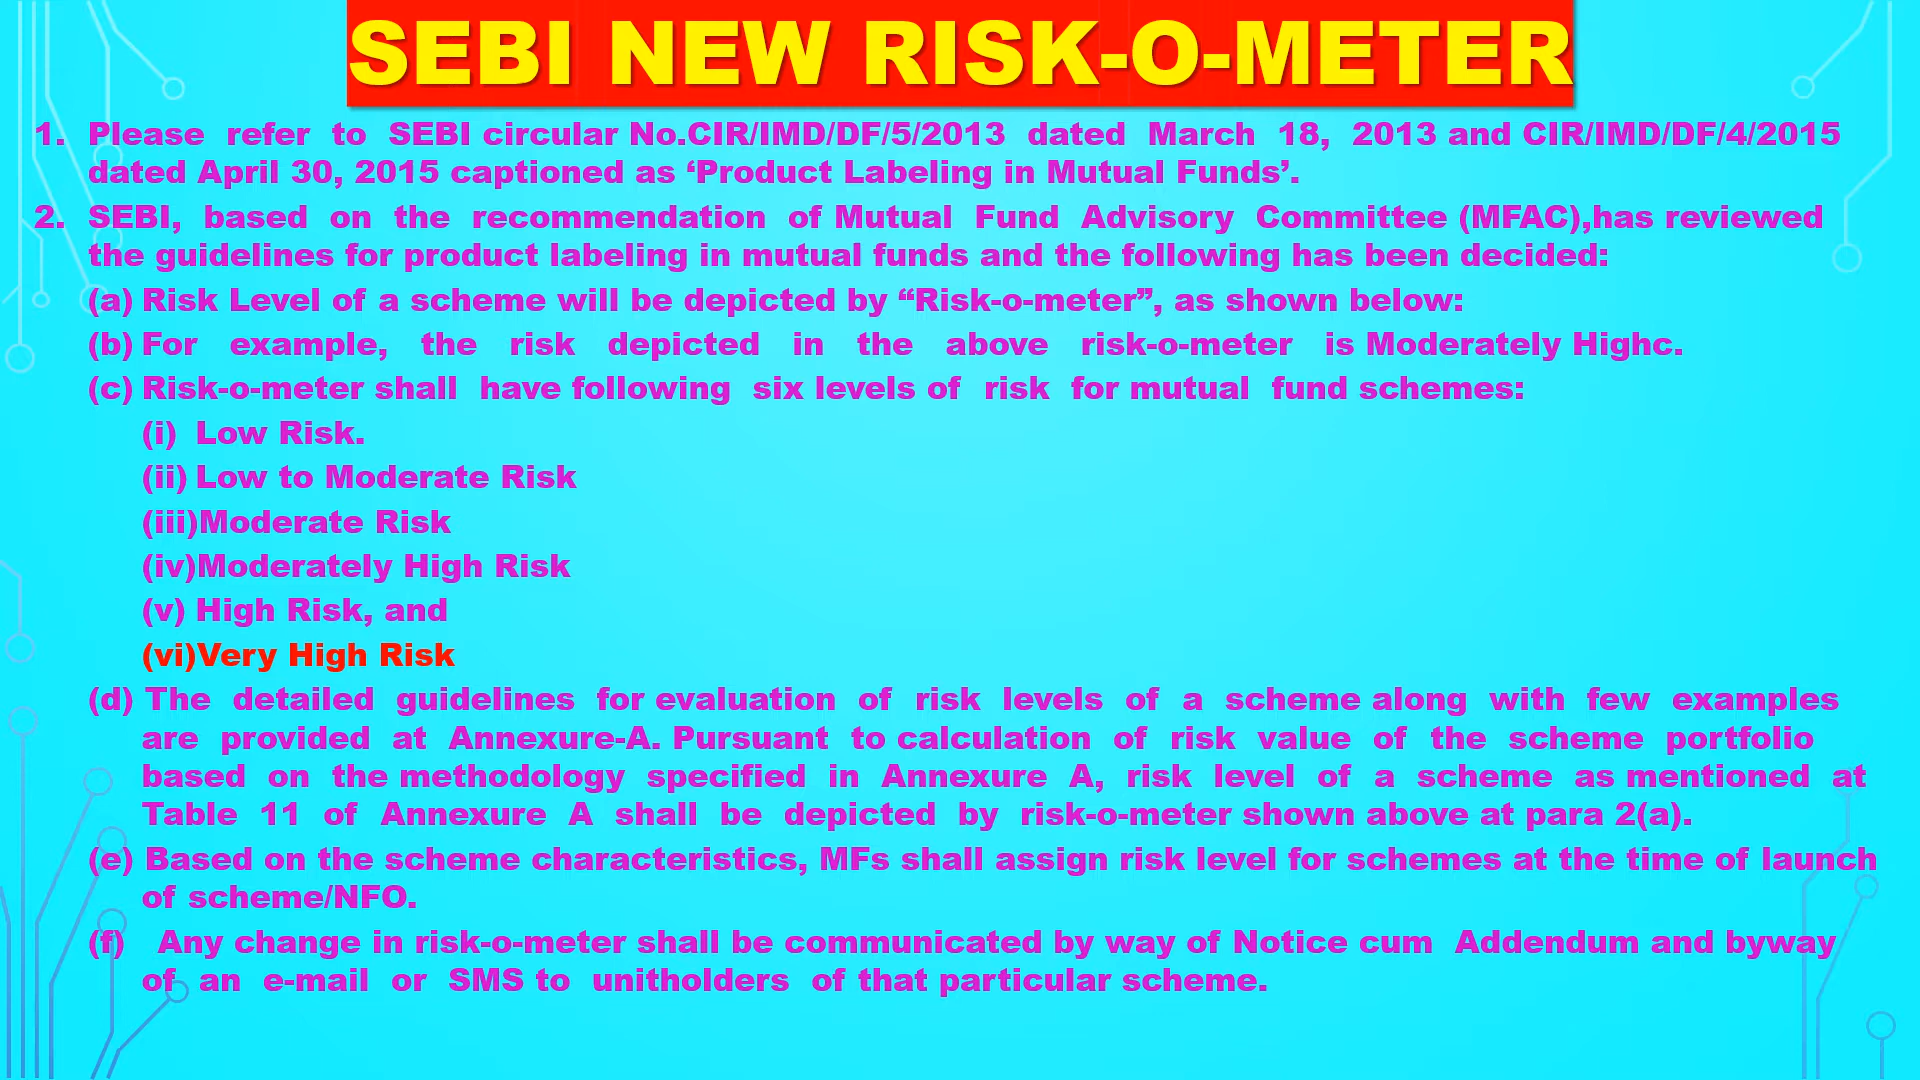 SEBI NEW RISK-O-METER
1. Please refer to SEBI circular No.CIR/IMD/DF/5/2013 dated March 18, 2013 and CIR/IMD/DF/4/2015
dated April 30, 2015 captioned as ‘Product Labeling in Mutual Funds’.
2. SEBI, based on the recommendation of Mutual Fund Advisory Committee (MFAC),has reviewed
the guidelines for product labeling in mutual funds and the following has been decided:
(a) Risk Level of a scheme will be depicted by “Risk-o-meter”, as shown below:
(b) For example, the risk depicted in the above risk-o-meter is Moderately Highc.
(c) Risk-o-meter shall have following six levels of risk for mutual fund schemes:
(i) Low Risk.
(ii) Low to Moderate Risk
(iii)Moderate Risk
(iv)Moderately High Risk
(v) High Risk, and
(vi)Very High Risk
(d) The detailed guidelines for evaluation of risk levels of a scheme along with few examples
are provided at Annexure-A. Pursuant to calculation of risk value of the scheme portfolio
based on the methodology specified in Annexure A, risk level of a scheme as mentioned at
Table 11 of Annexure A shall be depicted by risk-o-meter shown above at para 2(a).
(e) Based on the scheme characteristics, MFs shall assign risk level for schemes at the time of launch
of scheme/NFO.
(f) Any change in risk-o-meter shall be communicated by way of Notice cum Addendum and byway
of an e-mail or SMS to unitholders of that particular scheme.